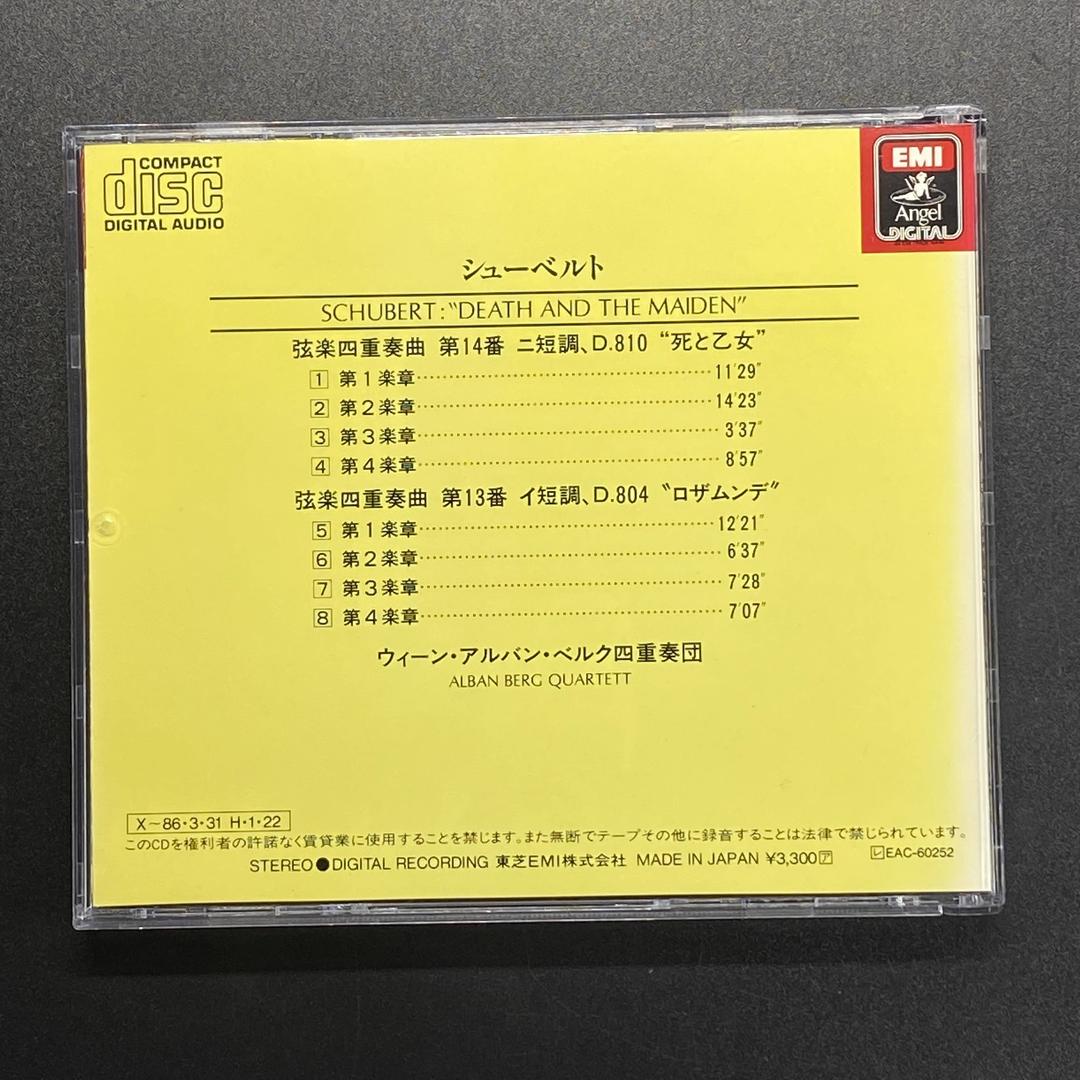 COMPACT
disc
DIGITAL AUDIO
EMI
Angel
DIGITAL
シューベルト
SCHUBERT: “DEATH AND THE MAIDEN”
弦楽四重奏曲 第14番 ニ短調、D.810 “死と乙女”
1 第1楽章 11′29″
2 第2楽章 14′23″
3 第3楽章 3′37″
4 第4楽章 8′57″
弦楽四重奏曲 第13番 イ短調、D.804 “ロザムンデ”
5 第1楽章 12′21″
6 第2楽章 6′37″
7 第3楽章 7′28″
8 第4楽章 7′07″
ウィーン・アルバン・ベルク四重奏団
ALBAN BERG QUARTETT
X~86・3・31 H・1・22
このCDを権利者の許諾なく賃貸業に使用することを禁じます。また無断でテープその他に録音することは法律で禁じられています。
STEREO●DIGITAL RECORDING 東芝EMI株式会社 MADE IN JAPAN ¥3,300ア レEAC-60252